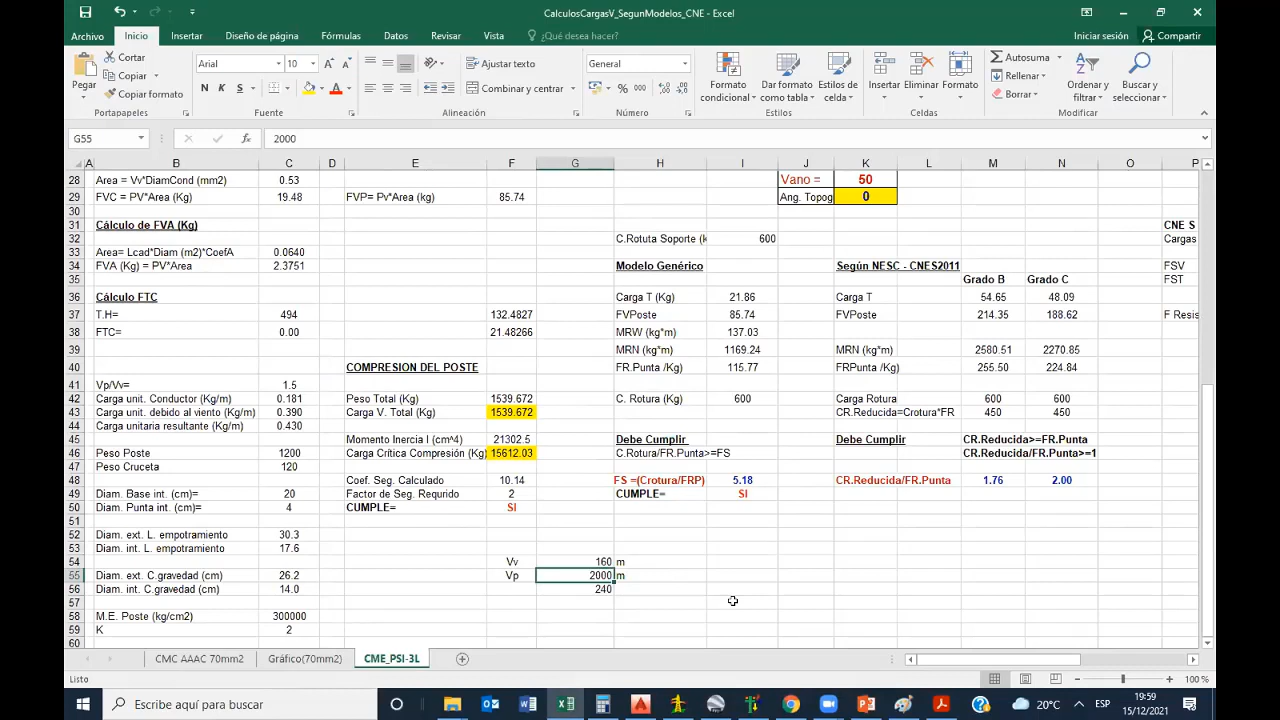 CalculosCargasV_SegunModelos_CNE - Excel
Archivo Inicio Insertar Diseño de página Fórmulas Datos Revisar Vista ¿Qué desea hacer? Iniciar sesión Compartir
Pegar Cortar Copiar Copiar formato Portapapeles
Arial 10 N K S Fuente
Ajustar texto Combinar y centrar Alineación
General % 000 Número
Formato condicional Dar formato como tabla Estilos de celda Estilos
Insertar Eliminar Formato Celdas
Autosuma Rellenar Borrar Ordenar y filtrar Buscar y seleccionar Modificar
G55 fx 2000
A B C D E F G H I J K L M N O P
28 Area = Vv*DiamCond (mm2) 0.53 Vano = 50
29 FVC = PV*Area (Kg) 19.48 FVP= Pv*Area (Kg) 85.74 Ang. Topog 0
30
31 Cálculo de FVA (Kg) CNE S
32 C.Rotuta Soporte (k 600 Cargas
33 Area= Lcad*Diam (m2)*CoefA 0.0640
34 FVA (Kg) = PV*Area 2.3751 Modelo Genérico Según NESC - CNES2011 FSV
35 Grado B Grado C FST
36 Cálculo FTC Carga T (Kg) 21.86 Carga T 54.65 48.09
37 T.H= 494 132.4827 FVPoste 85.74 FVPoste 214.35 188.62 F Resis
38 FTC= 0.00 21.48266 MRW (kg*m) 137.03
39 MRN (kg*m) 1169.24 MRN (kg*m) 2580.51 2270.85
40 COMPRESION DEL POSTE FR.Punta /Kg) 115.77 FRPunta /Kg) 255.50 224.84
41 Vp/Vv= 1.5
42 Carga unit. Conductor (Kg/m) 0.181 Peso Total (Kg) 1539.672 C. Rotura (Kg) 600 Carga Rotura 600 600
43 Carga unit. debido al viento (Kg/m) 0.390 Carga V. Total (Kg) 1539.672 CR.Reducida=Crotura*FR 450 450
44 Carga unitaria resultante (Kg/m) 0.430
45 Momento Inercia I (cm^4) 21302.5 Debe Cumplir Debe Cumplir CR.Reducida>=FR.Punta
46 Peso Poste 1200 Carga Crítica Compresión (Kg) 15612.03 C.Rotura/FR.Punta>=FS CR.Reducida/FR.Punta>=1
47 Peso Cruceta 120
48 Coef. Seg. Calculado 10.14 FS =(Crotura/FRP) 5.18 CR.Reducida/FR.Punta 1.76 2.00
49 Diam. Base int. (cm)= 20 Factor de Seg. Requrido 2 CUMPLE= SI
50 Diam. Punta int. (cm)= 4 CUMPLE= SI
51
52 Diam. ext. L. empotramiento 30.3
53 Diam. int. L. empotramiento 17.6
54 Vv 160 m
55 Diam. ext C.gravedad (cm) 26.2 Vp 2000 m
56 Diam. int C.gravedad (cm) 14.0 240
57
58 M.E. Poste (kg/cm2) 300000
59 K 2
60
CMC AAAC 70mm2 Gráfico(70mm2) CME_PSI-3L
Listo 100 %
Escribe aquí para buscar 20°C ESP 19:59
15/12/2021